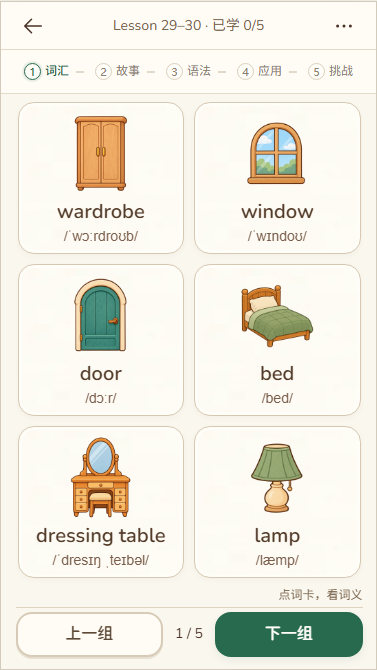 Lesson 29–30 · 已学 0/5
1 词汇 2 故事 3 语法 4 应用 5 挑战
wardrobe window
/ˈwɔːrdroʊb/ /ˈwɪndoʊ/
door bed
/dɔːr/ /bed/
dressing table lamp
/ˈdresɪŋ ˌteɪbəl/ /læmp/
点词卡，看词义
上一组 1 / 5 下一组